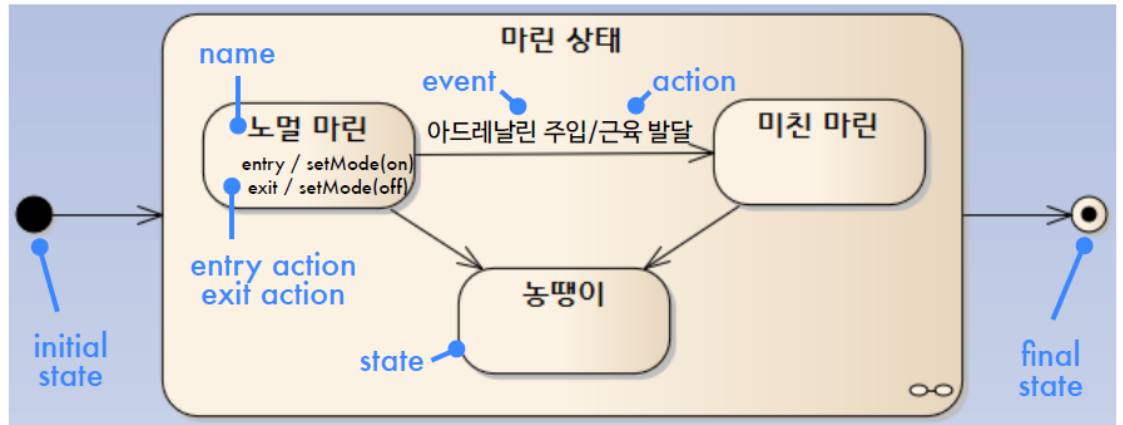 마린 상태
name
event
action
노멀 마린
아드레날린 주입/근육 발달
미친 마린
entry / setMode(on)
exit / setMode(off)
entry action
exit action
농땡이
state
initial
state
final
state